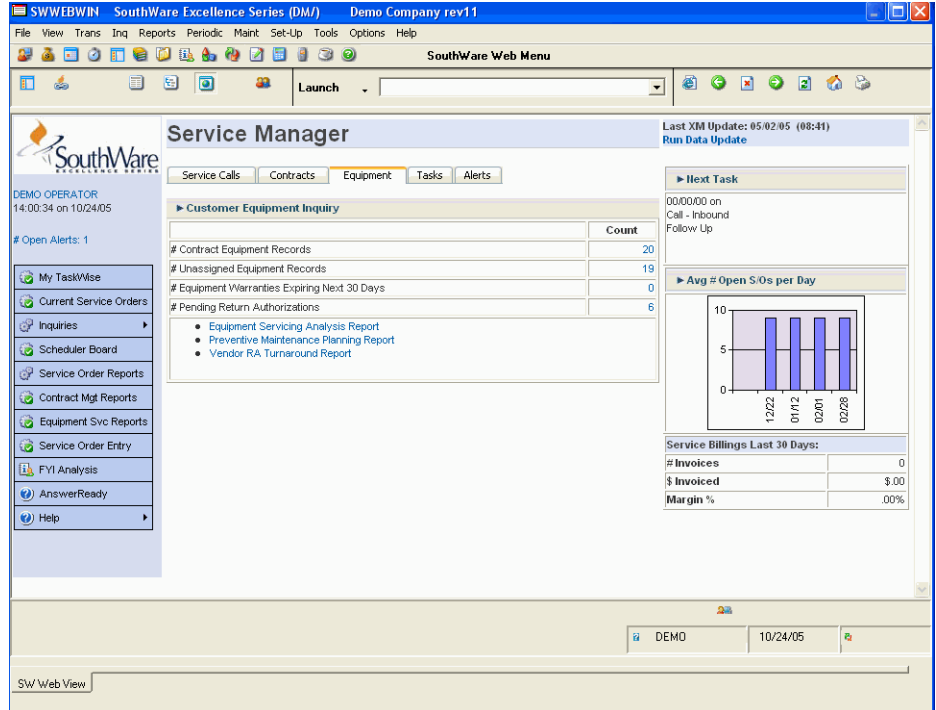 SWWEBWIN SouthWare Excellence Series (DM/) Demo Company rev11
File View Trans Inq Reports Periodic Maint Set-Up Tools Options Help
SouthWare Web Menu
Launch
SouthWare
EXCELLENCE SERIES
DEMO OPERATOR
14:00:34 on 10/24/05
# Open Alerts: 1
My TaskWise
Current Service Orders
Inquiries
Scheduler Board
Service Order Reports
Contract Mgt Reports
Equipment Svc Reports
Service Order Entry
FYI Analysis
AnswerReady
Help
Service Manager
Service Calls Contracts Equipment Tasks Alerts
Customer Equipment Inquiry
Count
# Contract Equipment Records 20
# Unassigned Equipment Records 19
# Equipment Warranties Expiring Next 30 Days 0
# Pending Return Authorizations 6
Equipment Servicing Analysis Report
Preventive Maintenance Planning Report
Vendor RA Turnaround Report
Last XM Update: 05/02/05 (08:41)
Run Data Update
Next Task
00/00/00 on
Call - Inbound
Follow Up
Avg # Open S/Os per Day
10
5
0
12/22
01/12
02/01
02/28
Service Billings Last 30 Days:
# Invoices 0
$ Invoiced $.00
Margin % .00%
DEMO 10/24/05
SW Web View